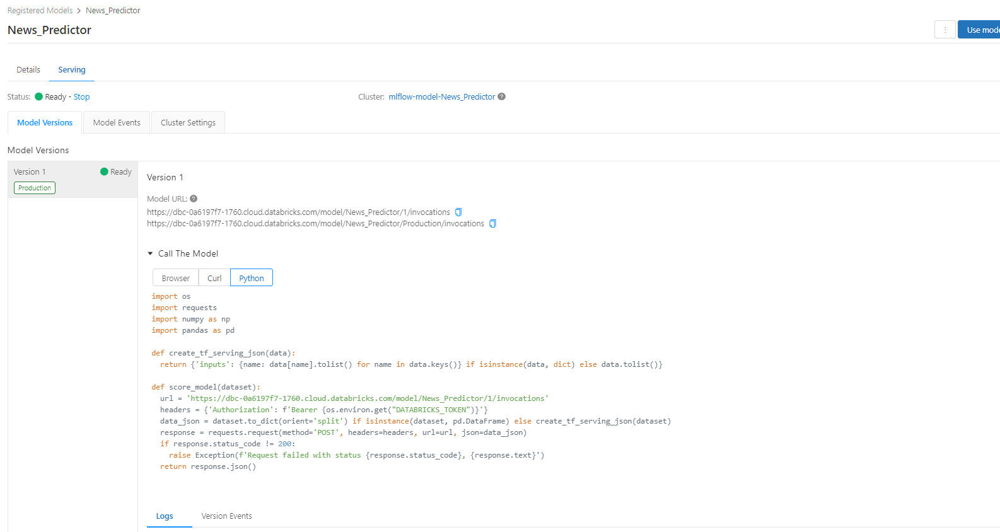 Registered Models > News_Predictor
News_Predictor
⋮ Use mode
Details Serving
Status: Ready - Stop Cluster: mlflow-model-News_Predictor ?
Model Versions Model Events Cluster Settings
Model Versions
Version 1 Ready
Production
Version 1
Model URL: ?
https://dbc-0a6197f7-1760.cloud.databricks.com/model/News_Predictor/1/invocations
https://dbc-0a6197f7-1760.cloud.databricks.com/model/News_Predictor/Production/invocations
Call The Model
Browser Curl Python
import os
import requests
import numpy as np
import pandas as pd
def create_tf_serving_json(data):
  return {'inputs': {name: data[name].tolist() for name in data.keys()} if isinstance(data, dict) else data.tolist()}
def score_model(dataset):
  url = 'https://dbc-0a6197f7-1760.cloud.databricks.com/model/News_Predictor/1/invocations'
  headers = {'Authorization': f'Bearer {os.environ.get("DATABRICKS_TOKEN")}'}
  data_json = dataset.to_dict(orient='split') if isinstance(dataset, pd.DataFrame) else create_tf_serving_json(dataset)
  response = requests.request(method='POST', headers=headers, url=url, json=data_json)
  if response.status_code != 200:
    raise Exception(f'Request failed with status {response.status_code}, {response.text}')
  return response.json()
Logs Version Events